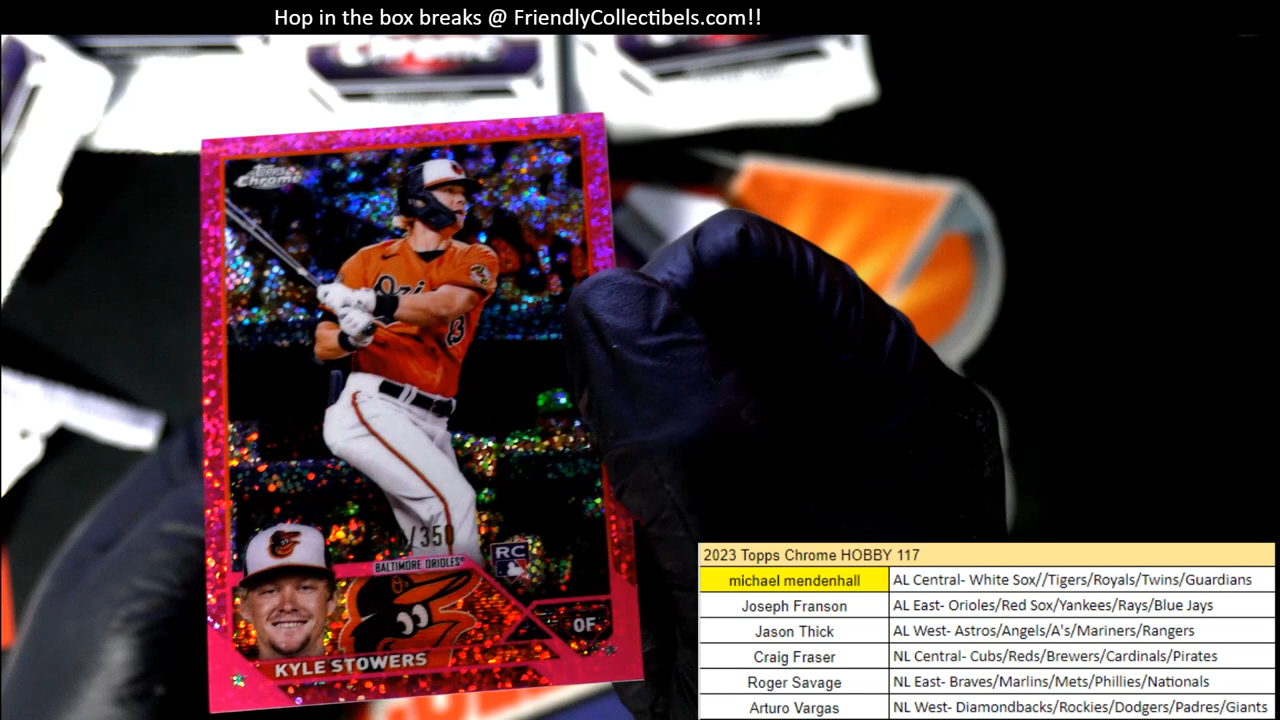 Hop in the box breaks @ FriendlyCollectibels.com!!
Topps
Chrome
13
/350
BALTIMORE ORIOLES
RC
OF
KYLE STOWERS
2023 Topps Chrome HOBBY 117
michael mendenhall AL Central- White Sox//Tigers/Royals/Twins/Guardians
Joseph Franson AL East- Orioles/Red Sox/Yankees/Rays/Blue Jays
Jason Thick AL West- Astros/Angels/A's/Mariners/Rangers
Craig Fraser NL Central- Cubs/Reds/Brewers/Cardinals/Pirates
Roger Savage NL East- Braves/Marlins/Mets/Phillies/Nationals
Arturo Vargas NL West- Diamondbacks/Rockies/Dodgers/Padres/Giants